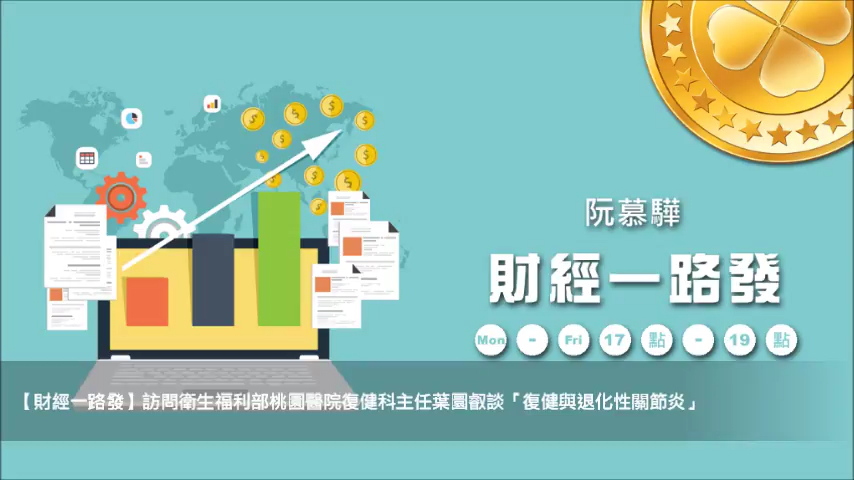 阮慕驊
財經一路發
Mon - Fri 17 點 - 19 點
【財經一路發】訪問衛生福利部桃園醫院復健科主任葉圜叡談「復健與退化性關節炎」